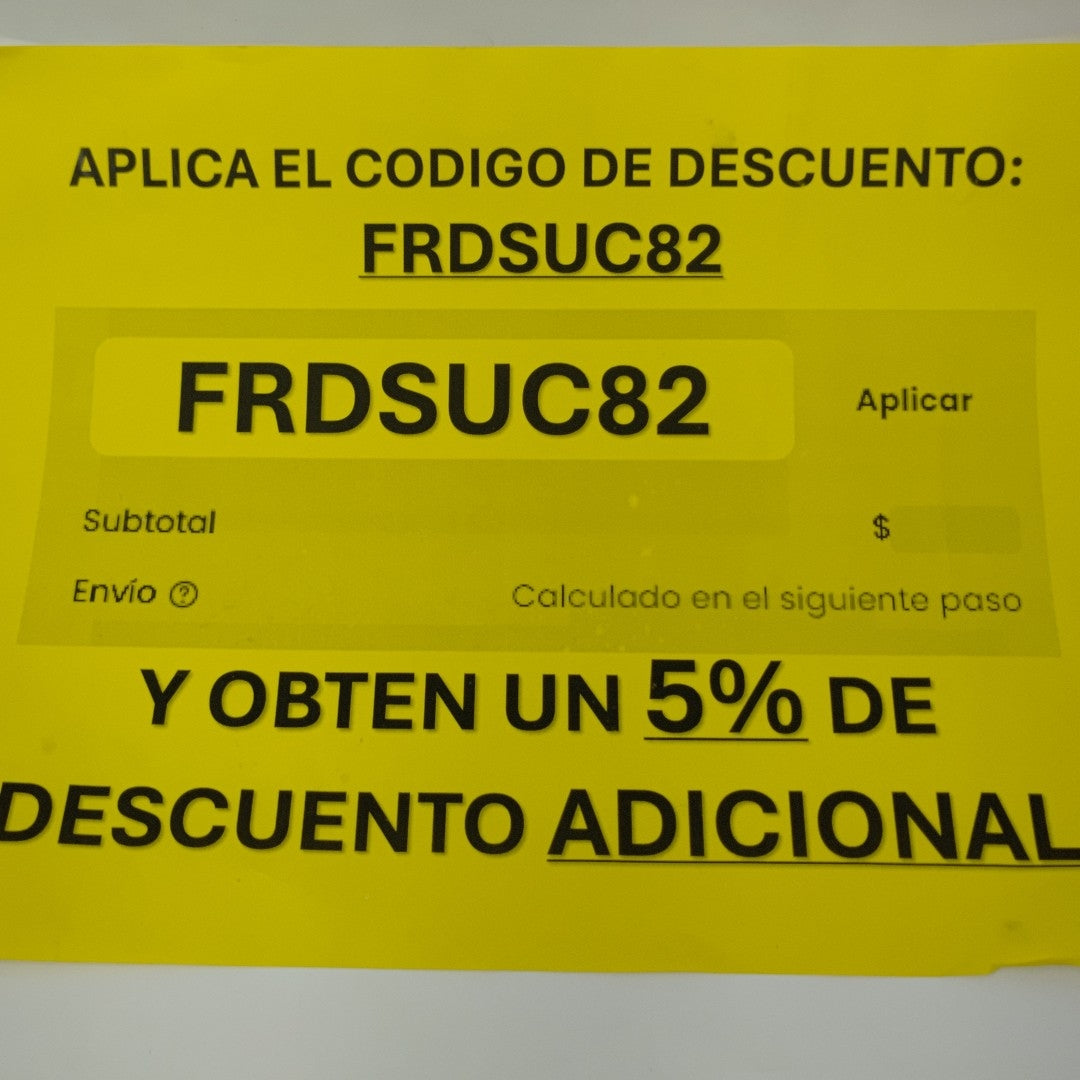 APLICA EL CODIGO DE DESCUENTO:
FRDSUC82
FRDSUC82 Aplicar
Subtotal $
Envío ? Calculado en el siguiente paso
Y OBTEN UN 5% DE
DESCUENTO ADICIONAL